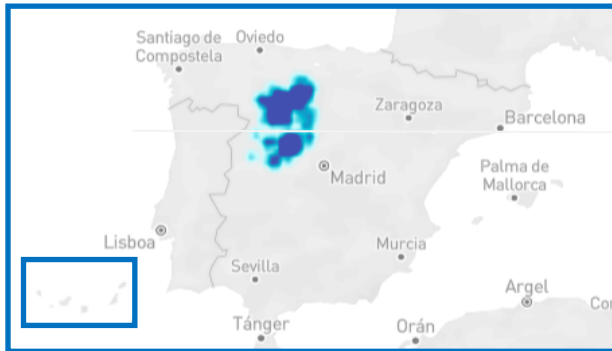 Santiago de
Compostela
Oviedo
Zaragoza
Barcelona
Madrid
Palma de
Mallorca
Lisboa
Murcia
Sevilla
Argel
Tánger
Orán